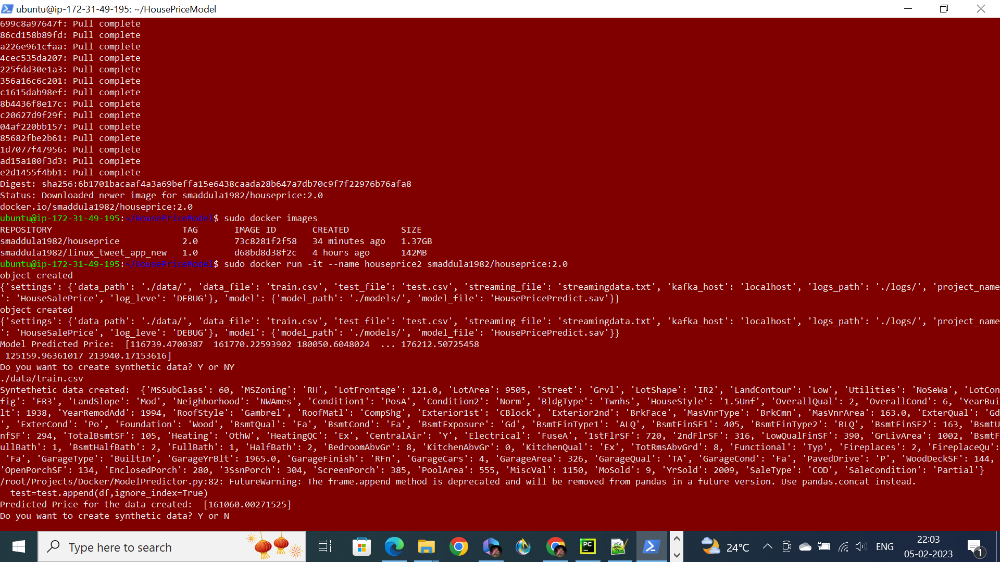 ubuntu@ip-172-31-49-195: ~/HousePriceModel
699c8a97647f: Pull complete
86cd158b89fd: Pull complete
a226e961cfaa: Pull complete
4cec535da207: Pull complete
225fdd30e1a3: Pull complete
356a16c6c201: Pull complete
c1615dab98ef: Pull complete
8b4436f8e17c: Pull complete
c20627d9f29f: Pull complete
04af220bb157: Pull complete
85682fbe2b61: Pull complete
1d7077f47956: Pull complete
ad15a180f3d3: Pull complete
e2d1455f4bb1: Pull complete
Digest: sha256:6b1701bacaaf4a3a69beffa15e6438caada28b647a7db70c9f7f22976b76afa8
Status: Downloaded newer image for smaddula1982/houseprice:2.0
docker.io/smaddula1982/houseprice:2.0
ubuntu@ip-172-31-49-195:~/HousePriceModel$ sudo docker images
REPOSITORY TAG IMAGE ID CREATED SIZE
smaddula1982/houseprice 2.0 73c8281f2f58 34 minutes ago 1.37GB
smaddula1982/linux_tweet_app_new 1.0 d68bd8d38f2c 4 hours ago 142MB
ubuntu@ip-172-31-49-195:~/HousePriceModel$ sudo docker run -it --name houseprice2 smaddula1982/houseprice:2.0
object created
{'settings': {'data_path': './data/', 'data_file': 'train.csv', 'test_file': 'test.csv', 'streaming_file': 'streamingdata.txt', 'kafka_host': 'localhost', 'logs_path': './logs/', 'project_name
': 'HouseSalePrice', 'log_leve': 'DEBUG'}, 'model': {'model_path': './models/', 'model_file': 'HousePricePredict.sav'}}
object created
{'settings': {'data_path': './data/', 'data_file': 'train.csv', 'test_file': 'test.csv', 'streaming_file': 'streamingdata.txt', 'kafka_host': 'localhost', 'logs_path': './logs/', 'project_name
': 'HouseSalePrice', 'log_leve': 'DEBUG'}, 'model': {'model_path': './models/', 'model_file': 'HousePricePredict.sav'}}
Model Predicted Price:  [116739.4700387  161770.22593902 180050.6048024  ... 176212.50725458
 125159.96361017 213940.17153616]
Do you want to create synthetic data? Y or NY
./data/train.csv
Syntethetic data created:  {'MSSubClass': 60, 'MSZoning': 'RH', 'LotFrontage': 121.0, 'LotArea': 9505, 'Street': 'Grvl', 'LotShape': 'IR2', 'LandContour': 'Low', 'Utilities': 'NoSeWa', 'LotCon
fig': 'FR3', 'LandSlope': 'Mod', 'Neighborhood': 'NWAmes', 'Condition1': 'PosA', 'Condition2': 'Norm', 'BldgType': 'Twnhs', 'HouseStyle': '1.5Unf', 'OverallQual': 2, 'OverallCond': 6, 'YearBui
lt': 1938, 'YearRemodAdd': 1994, 'RoofStyle': 'Gambrel', 'RoofMatl': 'CompShg', 'Exterior1st': 'CBlock', 'Exterior2nd': 'BrkFace', 'MasVnrType': 'BrkCmn', 'MasVnrArea': 163.0, 'ExterQual': 'Gd
', 'ExterCond': 'Po', 'Foundation': 'Wood', 'BsmtQual': 'Fa', 'BsmtCond': 'Fa', 'BsmtExposure': 'Gd', 'BsmtFinType1': 'ALQ', 'BsmtFinSF1': 405, 'BsmtFinType2': 'BLQ', 'BsmtFinSF2': 163, 'BsmtU
nfSF': 294, 'TotalBsmtSF': 105, 'Heating': 'OthW', 'HeatingQC': 'Ex', 'CentralAir': 'Y', 'Electrical': 'FuseA', '1stFlrSF': 720, '2ndFlrSF': 316, 'LowQualFinSF': 390, 'GrLivArea': 1002, 'BsmtF
ullBath': 1, 'BsmtHalfBath': 2, 'FullBath': 1, 'HalfBath': 2, 'BedroomAbvGr': 8, 'KitchenAbvGr': 0, 'KitchenQual': 'Ex', 'TotRmsAbvGrd': 8, 'Functional': 'Typ', 'Fireplaces': 2, 'FireplaceQu':
 'Fa', 'GarageType': 'BuiltIn', 'GarageYrBlt': 1965.0, 'GarageFinish': 'RFn', 'GarageCars': 4, 'GarageArea': 326, 'GarageQual': 'TA', 'GarageCond': 'Fa', 'PavedDrive': 'P', 'WoodDeckSF': 144,
'OpenPorchSF': 134, 'EnclosedPorch': 280, '3SsnPorch': 304, 'ScreenPorch': 385, 'PoolArea': 555, 'MiscVal': 1150, 'MoSold': 9, 'YrSold': 2009, 'SaleType': 'COD', 'SaleCondition': 'Partial'}
/root/Projects/Docker/ModelPredictor.py:82: FutureWarning: The frame.append method is deprecated and will be removed from pandas in a future version. Use pandas.concat instead.
  test=test.append(df,ignore_index=True)
Predicted Price for the data created:  [161060.00271525]
Do you want to create synthetic data? Y or N
Type here to search
PC
24°C
ENG
22:03
05-02-2023
1